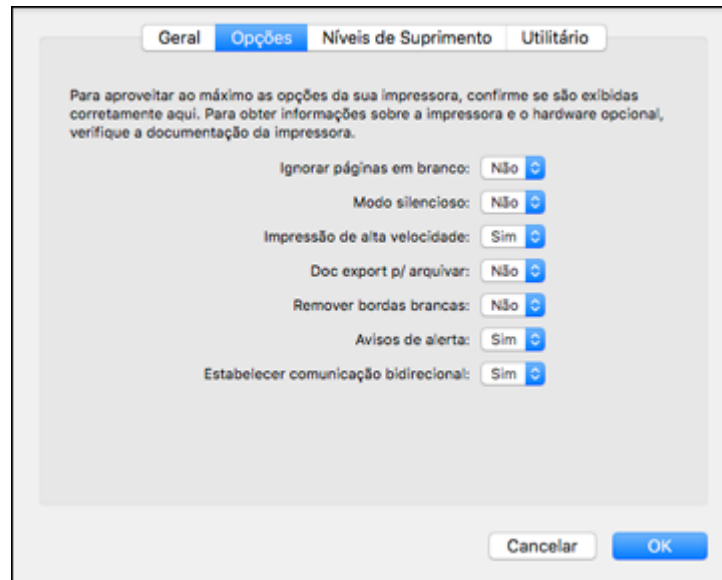 Geral Opções Níveis de Suprimento Utilitário
Para aproveitar ao máximo as opções da sua impressora, confirme se são exibidas
corretamente aqui. Para obter informações sobre a impressora e o hardware opcional,
verifique a documentação da impressora.
Ignorar páginas em branco: Não
Modo silencioso: Não
Impressão de alta velocidade: Sim
Doc export p/ arquivar: Não
Remover bordas brancas: Não
Avisos de alerta: Sim
Estabelecer comunicação bidirecional: Sim
Cancelar OK